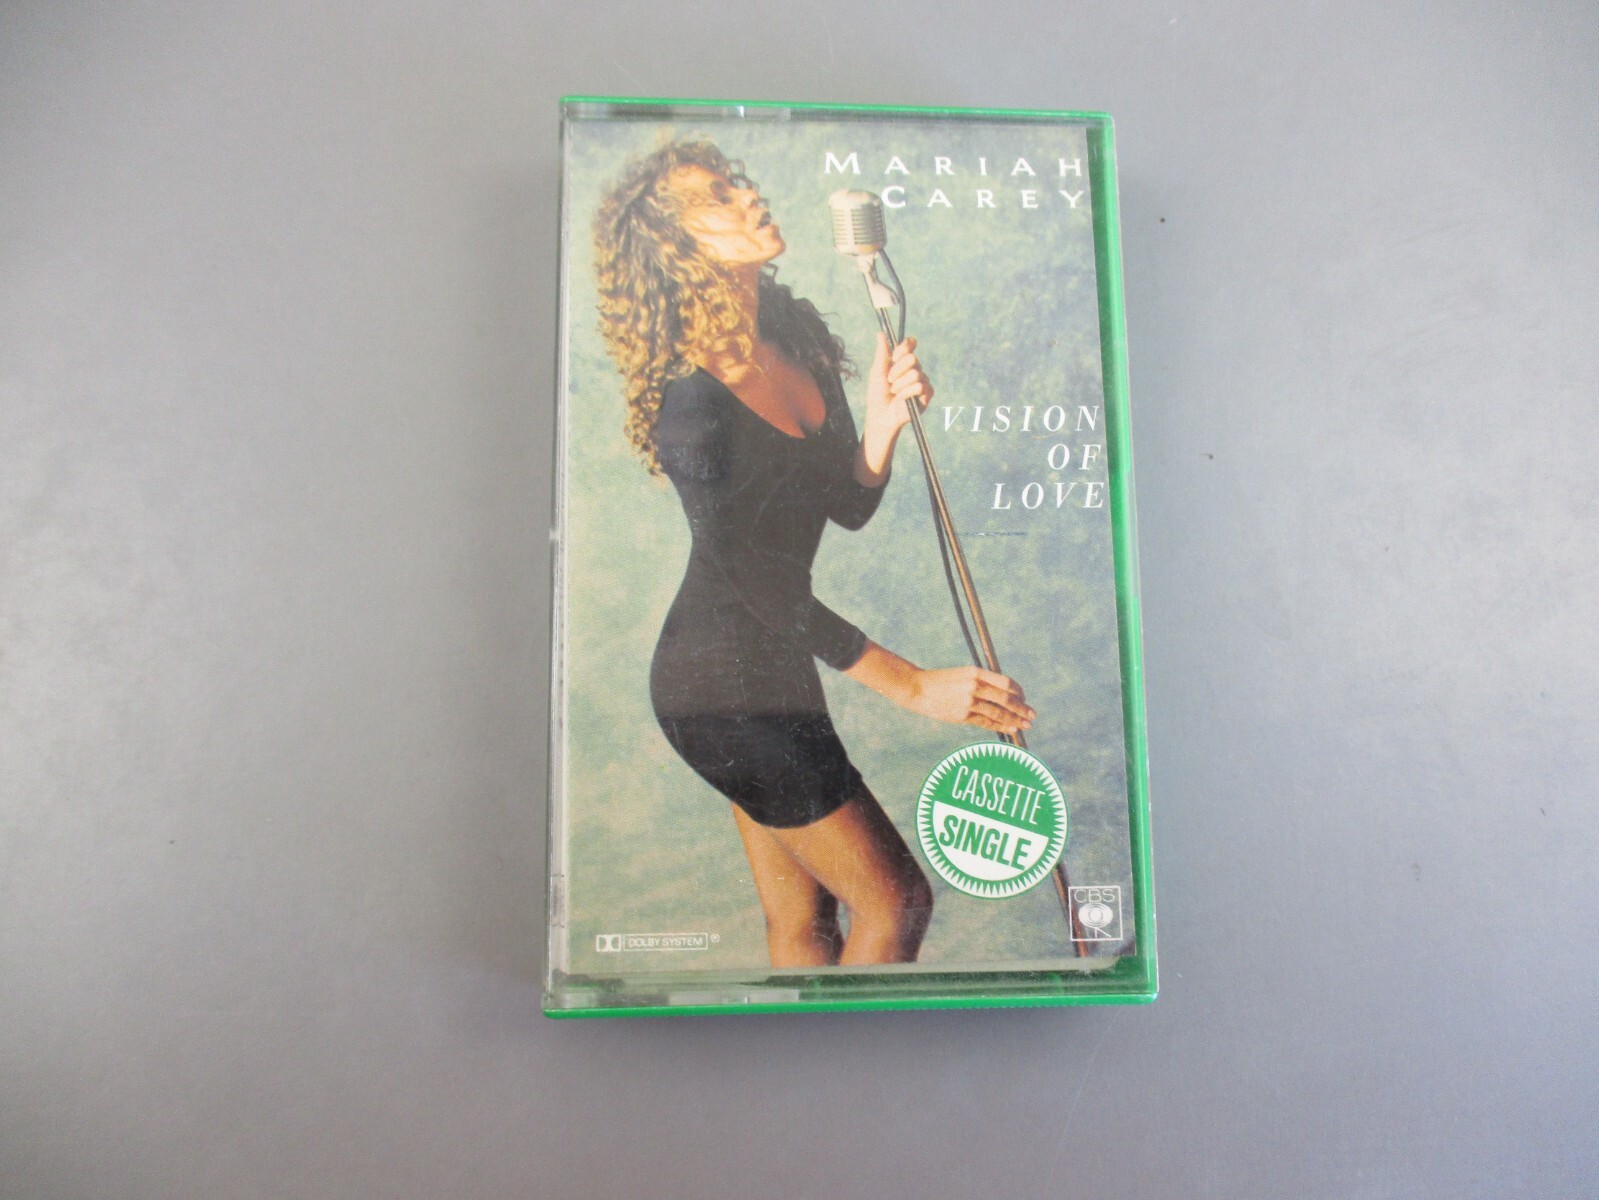 MARIAH
CAREY
VISION
OF
LOVE
CASSETTE
SINGLE
DOLBY SYSTEM ®
CBS